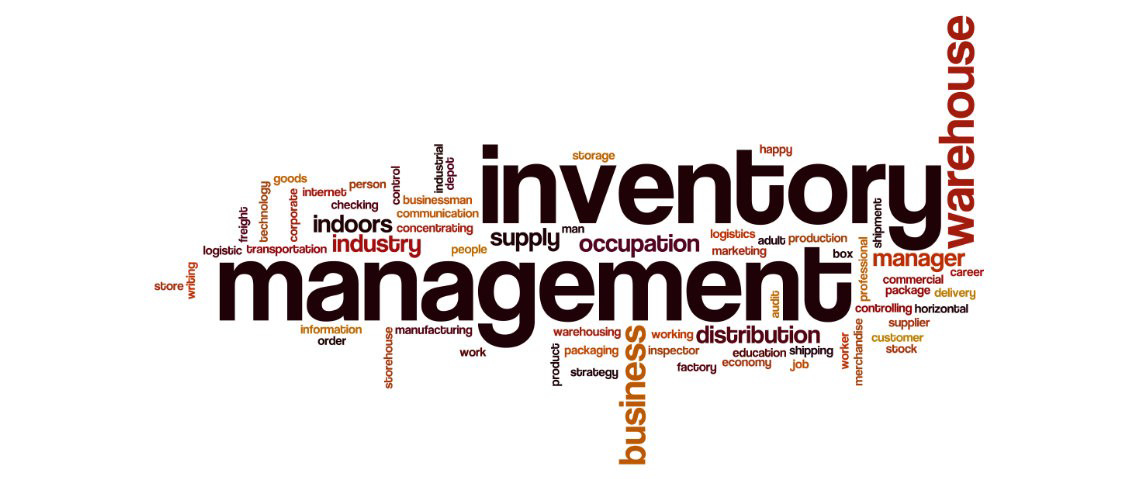 warehouse
inventory
management
storage
happy
industrial
depot
control
goods
technology
internet
person
corporate
checking
businessman
communication
freight
indoors
concentrating
logistic
transportation
industry
people
supply
man
occupation
logistics
adult
production
marketing
box
shipment
professional
manager
career
commercial
package
delivery
store
writing
audit
controlling
horizontal
supplier
customer
stock
information
order
storehouse
manufacturing
work
warehousing
working
distribution
product
packaging
inspector
strategy
business
education
shipping
factory
economy
job
worker
merchandise